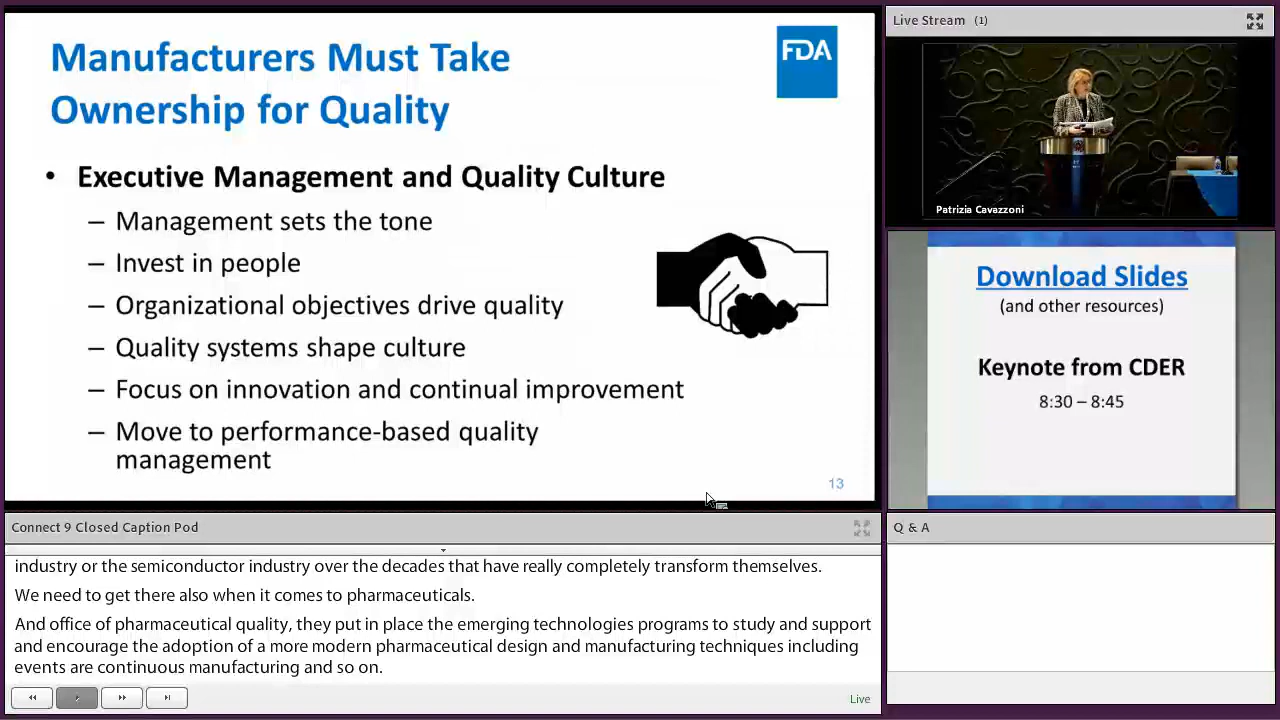 Manufacturers Must Take
Ownership for Quality
FDA
• Executive Management and Quality Culture
– Management sets the tone
– Invest in people
– Organizational objectives drive quality
– Quality systems shape culture
– Focus on innovation and continual improvement
– Move to performance-based quality
management
13
Live Stream (1)
Patrizia Cavazzoni
Download Slides
(and other resources)
Keynote from CDER
8:30 – 8:45
Connect 9 Closed Caption Pod
industry or the semiconductor industry over the decades that have really completely transform themselves.
We need to get there also when it comes to pharmaceuticals.
And office of pharmaceutical quality, they put in place the emerging technologies programs to study and support
and encourage the adoption of a more modern pharmaceutical design and manufacturing techniques including
events are continuous manufacturing and so on.
Live
Q & A